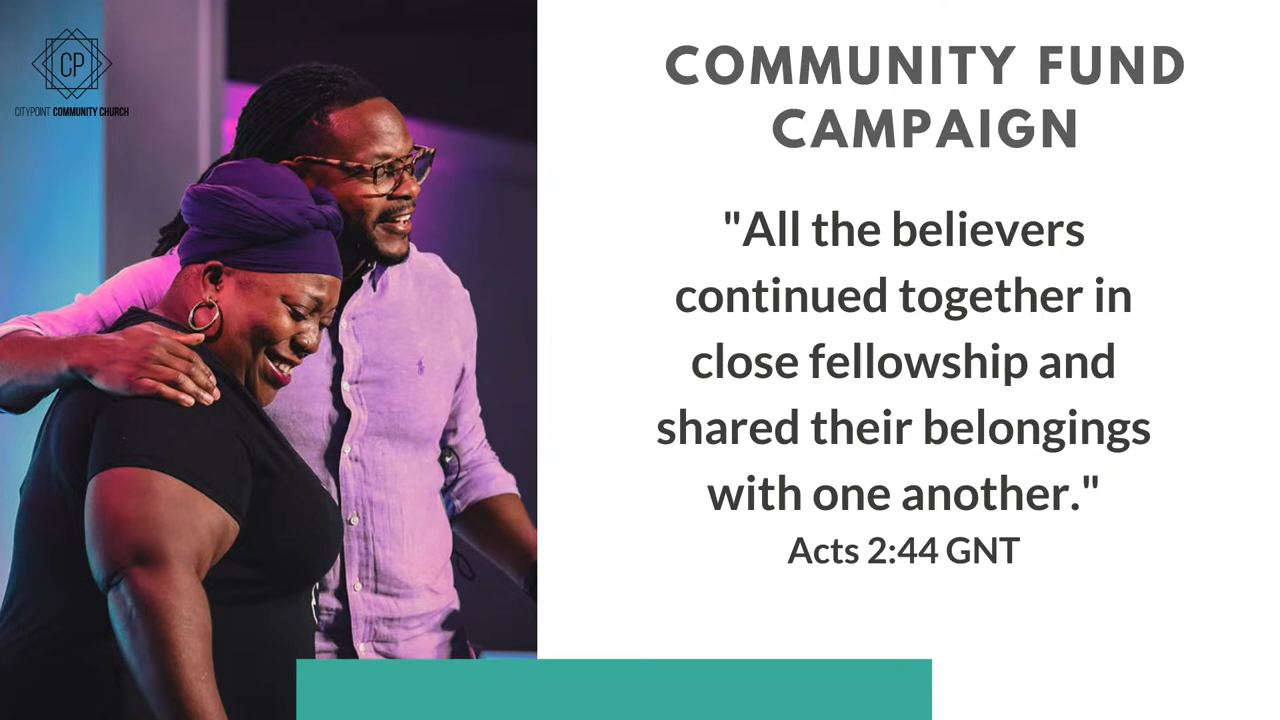 CP
CITYPOINT COMMUNITY CHURCH
COMMUNITY FUND
CAMPAIGN
"All the believers
continued together in
close fellowship and
shared their belongings
with one another."
Acts 2:44 GNT